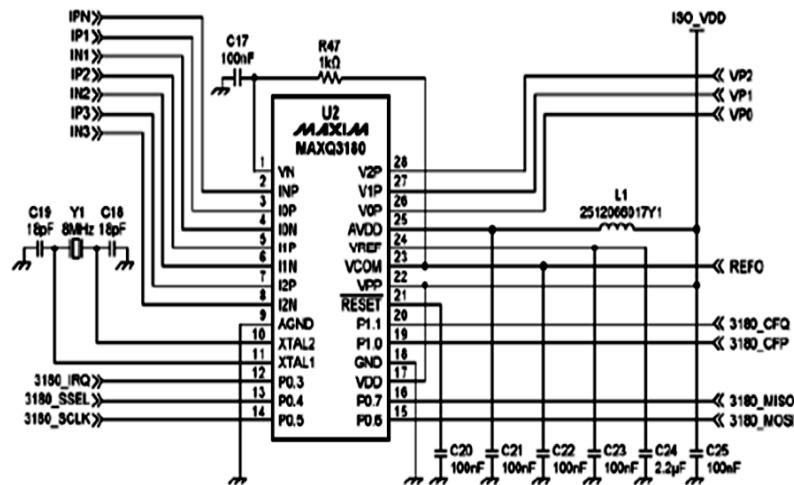 IPN
IP1
IN1
IP2
IN2
IP3
IN3
C17
100nF
R47
1kΩ
ISO_VDD
VP2
VP1
VP0
U2
MAXIM
MAXQ3180
1 VN
2 INP
3 I0P
4 I0N
5 I1P
6 I1N
7 I2P
8 I2N
9 AGND
10 XTAL2
11 XTAL1
12 P0.3
13 P0.4
14 P0.5
V2P 28
V1P 27
V0P 26
AVDD 25
VREF 24
VCOM 23
VPP 22
RESET 21
P1.1 20
P1.0 19
GND 18
VDD 17
P0.7 16
P0.6 15
L1
2512066017Y1
C19
18pF
Y1
8MHz
C18
18pF
REFO
3180_CFQ
3180_CFP
3180_IRQ
3180_SSEL
3180_SCLK
3180_MISO
3180_MOSI
C20
100nF
C21
100nF
C22
100nF
C23
100nF
C24
2.2µF
C25
100nF